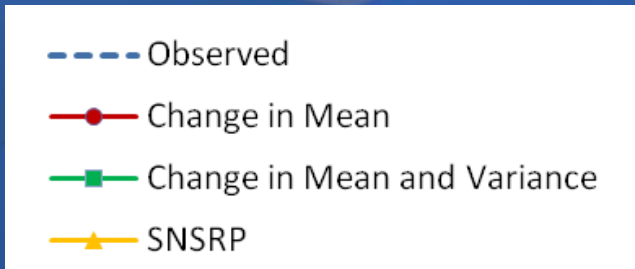 Observed
Change in Mean
Change in Mean and Variance
SNSRP